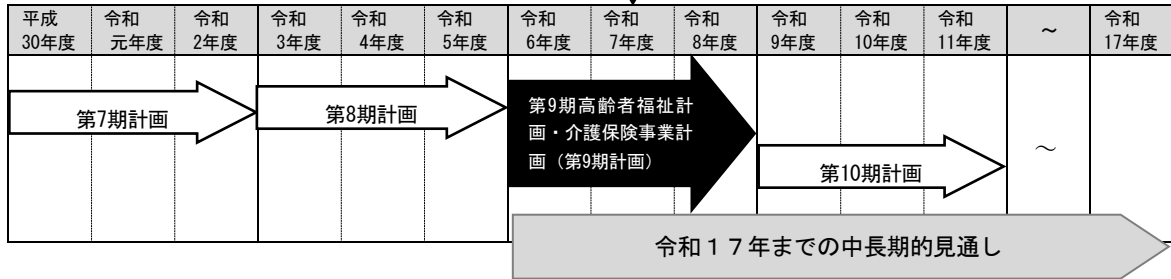 平成 令和 令和 令和 令和 令和 令和 令和 令和 令和 令和 令和 ～ 令和
30年度 元年度 2年度 3年度 4年度 5年度 6年度 7年度 8年度 9年度 10年度 11年度 17年度
第7期計画
第8期計画
第9期高齢者福祉計
画・介護保険事業計
画（第9期計画）
第10期計画
～
令和１７年までの中長期的見通し